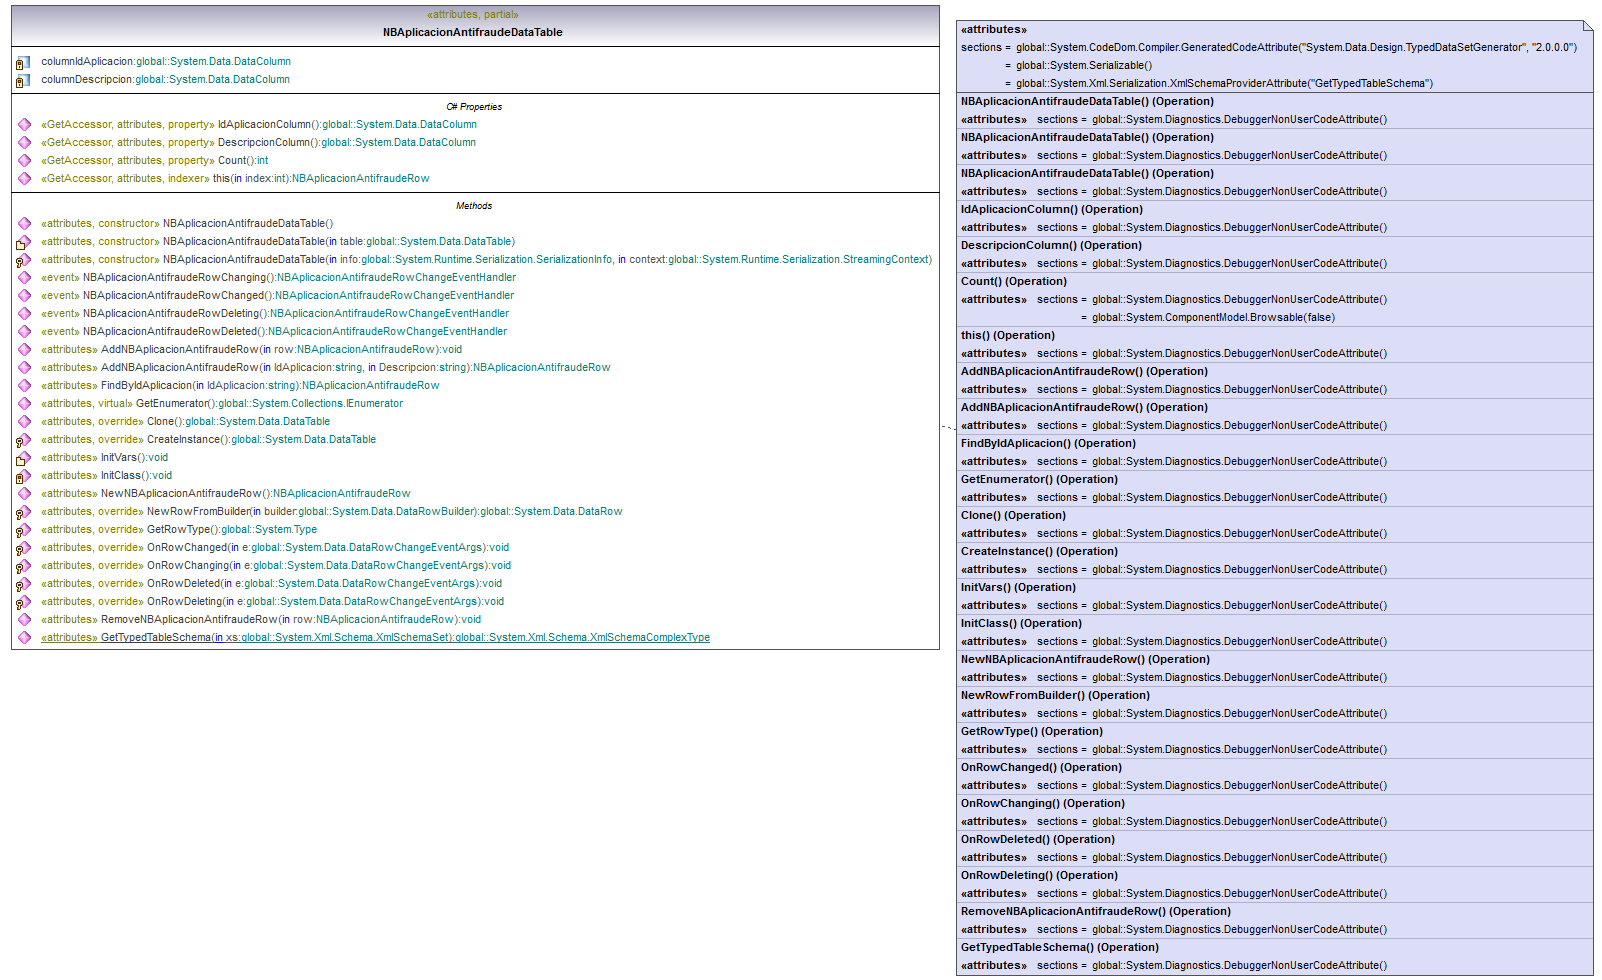 «attributes, partial»
NBAplicacionAntifraudeDataTable
columnIdAplicacion:global::System.Data.DataColumn
columnDescripcion:global::System.Data.DataColumn
C# Properties
«GetAccessor, attributes, property» IdAplicacionColumn():global::System.Data.DataColumn
«GetAccessor, attributes, property» DescripcionColumn():global::System.Data.DataColumn
«GetAccessor, attributes, property» Count():int
«GetAccessor, attributes, indexer» this(in index:int):NBAplicacionAntifraudeRow
Methods
«attributes, constructor» NBAplicacionAntifraudeDataTable()
«attributes, constructor» NBAplicacionAntifraudeDataTable(in table:global::System.Data.DataTable)
«attributes, constructor» NBAplicacionAntifraudeDataTable(in info:global::System.Runtime.Serialization.SerializationInfo, in context:global::System.Runtime.Serialization.StreamingContext)
«event» NBAplicacionAntifraudeRowChanging():NBAplicacionAntifraudeRowChangeEventHandler
«event» NBAplicacionAntifraudeRowChanged():NBAplicacionAntifraudeRowChangeEventHandler
«event» NBAplicacionAntifraudeRowDeleting():NBAplicacionAntifraudeRowChangeEventHandler
«event» NBAplicacionAntifraudeRowDeleted():NBAplicacionAntifraudeRowChangeEventHandler
«attributes» AddNBAplicacionAntifraudeRow(in row:NBAplicacionAntifraudeRow):void
«attributes» AddNBAplicacionAntifraudeRow(in IdAplicacion:string, in Descripcion:string):NBAplicacionAntifraudeRow
«attributes» FindByIdAplicacion(in IdAplicacion:string):NBAplicacionAntifraudeRow
«attributes, virtual» GetEnumerator():global::System.Collections.IEnumerator
«attributes, override» Clone():global::System.Data.DataTable
«attributes, override» CreateInstance():global::System.Data.DataTable
«attributes» InitVars():void
«attributes» InitClass():void
«attributes» NewNBAplicacionAntifraudeRow():NBAplicacionAntifraudeRow
«attributes, override» NewRowFromBuilder(in builder:global::System.Data.DataRowBuilder):global::System.Data.DataRow
«attributes, override» GetRowType():global::System.Type
«attributes, override» OnRowChanged(in e:global::System.Data.DataRowChangeEventArgs):void
«attributes, override» OnRowChanging(in e:global::System.Data.DataRowChangeEventArgs):void
«attributes, override» OnRowDeleted(in e:global::System.Data.DataRowChangeEventArgs):void
«attributes, override» OnRowDeleting(in e:global::System.Data.DataRowChangeEventArgs):void
«attributes» RemoveNBAplicacionAntifraudeRow(in row:NBAplicacionAntifraudeRow):void
«attributes» GetTypedTableSchema(in xs:global::System.Xml.Schema.XmlSchemaSet):global::System.Xml.Schema.XmlSchemaComplexType
«attributes»
sections = global::System.CodeDom.Compiler.GeneratedCodeAttribute("System.Data.Design.TypedDataSetGenerator", "2.0.0.0")
= global::System.Serializable()
= global::System.Xml.Serialization.XmlSchemaProviderAttribute("GetTypedTableSchema")
NBAplicacionAntifraudeDataTable() (Operation)
«attributes» sections = global::System.Diagnostics.DebuggerNonUserCodeAttribute()
NBAplicacionAntifraudeDataTable() (Operation)
«attributes» sections = global::System.Diagnostics.DebuggerNonUserCodeAttribute()
NBAplicacionAntifraudeDataTable() (Operation)
«attributes» sections = global::System.Diagnostics.DebuggerNonUserCodeAttribute()
IdAplicacionColumn() (Operation)
«attributes» sections = global::System.Diagnostics.DebuggerNonUserCodeAttribute()
DescripcionColumn() (Operation)
«attributes» sections = global::System.Diagnostics.DebuggerNonUserCodeAttribute()
Count() (Operation)
«attributes» sections = global::System.Diagnostics.DebuggerNonUserCodeAttribute()
= global::System.ComponentModel.Browsable(false)
this() (Operation)
«attributes» sections = global::System.Diagnostics.DebuggerNonUserCodeAttribute()
AddNBAplicacionAntifraudeRow() (Operation)
«attributes» sections = global::System.Diagnostics.DebuggerNonUserCodeAttribute()
AddNBAplicacionAntifraudeRow() (Operation)
«attributes» sections = global::System.Diagnostics.DebuggerNonUserCodeAttribute()
FindByIdAplicacion() (Operation)
«attributes» sections = global::System.Diagnostics.DebuggerNonUserCodeAttribute()
GetEnumerator() (Operation)
«attributes» sections = global::System.Diagnostics.DebuggerNonUserCodeAttribute()
Clone() (Operation)
«attributes» sections = global::System.Diagnostics.DebuggerNonUserCodeAttribute()
CreateInstance() (Operation)
«attributes» sections = global::System.Diagnostics.DebuggerNonUserCodeAttribute()
InitVars() (Operation)
«attributes» sections = global::System.Diagnostics.DebuggerNonUserCodeAttribute()
InitClass() (Operation)
«attributes» sections = global::System.Diagnostics.DebuggerNonUserCodeAttribute()
NewNBAplicacionAntifraudeRow() (Operation)
«attributes» sections = global::System.Diagnostics.DebuggerNonUserCodeAttribute()
NewRowFromBuilder() (Operation)
«attributes» sections = global::System.Diagnostics.DebuggerNonUserCodeAttribute()
GetRowType() (Operation)
«attributes» sections = global::System.Diagnostics.DebuggerNonUserCodeAttribute()
OnRowChanged() (Operation)
«attributes» sections = global::System.Diagnostics.DebuggerNonUserCodeAttribute()
OnRowChanging() (Operation)
«attributes» sections = global::System.Diagnostics.DebuggerNonUserCodeAttribute()
OnRowDeleted() (Operation)
«attributes» sections = global::System.Diagnostics.DebuggerNonUserCodeAttribute()
OnRowDeleting() (Operation)
«attributes» sections = global::System.Diagnostics.DebuggerNonUserCodeAttribute()
RemoveNBAplicacionAntifraudeRow() (Operation)
«attributes» sections = global::System.Diagnostics.DebuggerNonUserCodeAttribute()
GetTypedTableSchema() (Operation)
«attributes» sections = global::System.Diagnostics.DebuggerNonUserCodeAttribute()